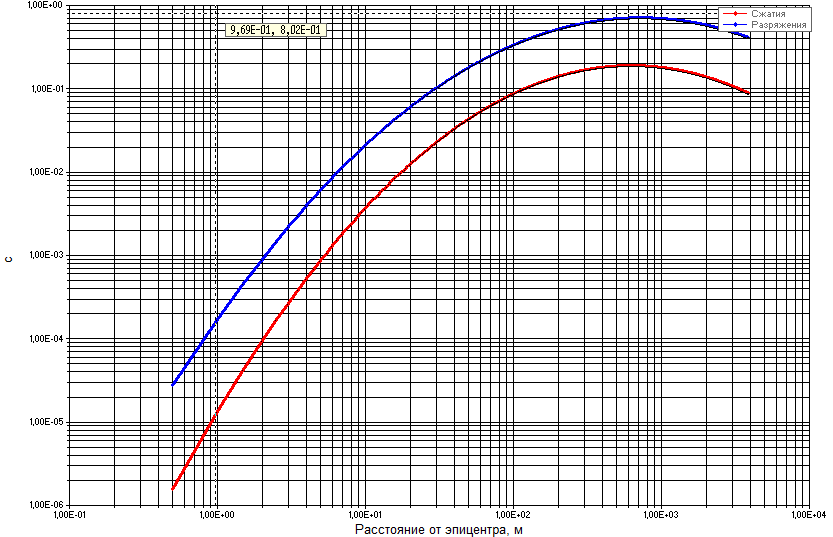 1,00E+00
9,69E-01, 8,02E-01
Сжатия
Разряжения
1,00E-01
1,00E-02
1,00E-03
с
1,00E-04
1,00E-05
1,00E-06
1,00E-01 1,00E+00 1,00E+01 1,00E+02 1,00E+03 1,00E+04
Расстояние от эпицентра, м